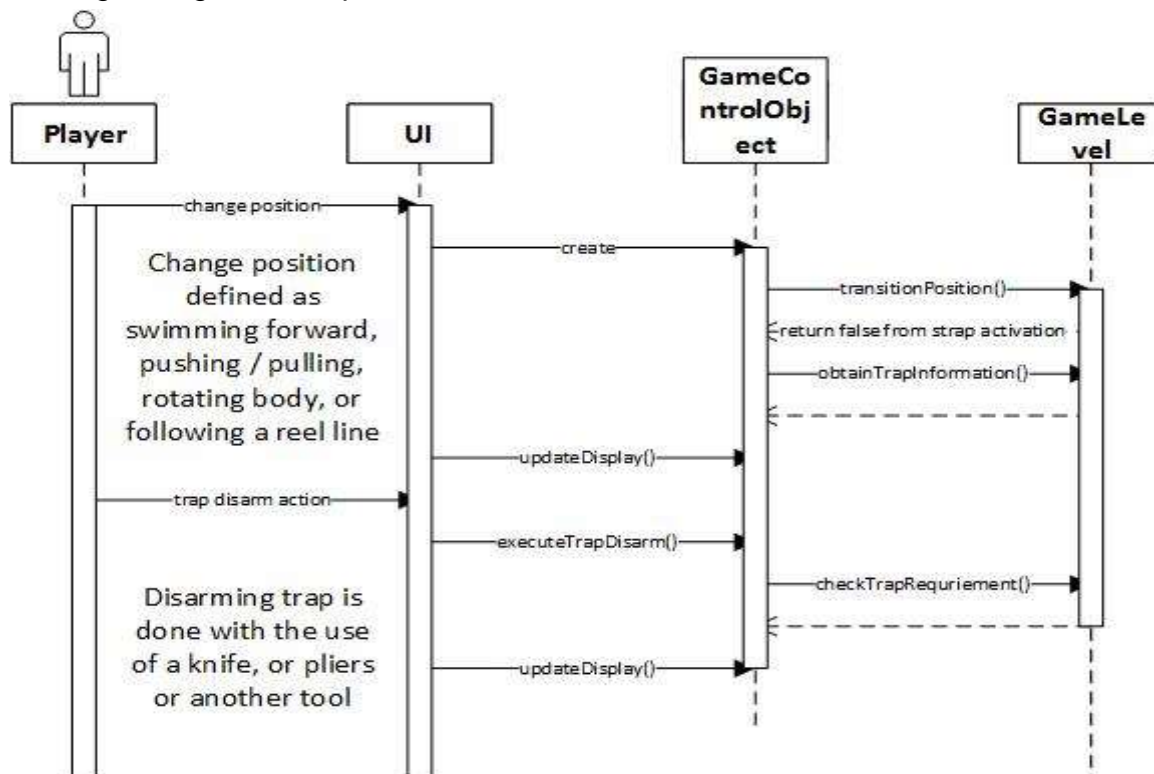 Player
UI
GameCo
ntrolObj
ect
GameLe
vel
change position
create
Change position
defined as
swimming forward,
pushing / pulling,
rotating body, or
following a reel line
transitionPosition()
return false from strap activation
obtainTrapInformation()
updateDisplay()
trap disarm action
executeTrapDisarm()
checkTrapRequriement()
Disarming trap is
done with the use
of a knife, or pliers
or another tool
updateDisplay()